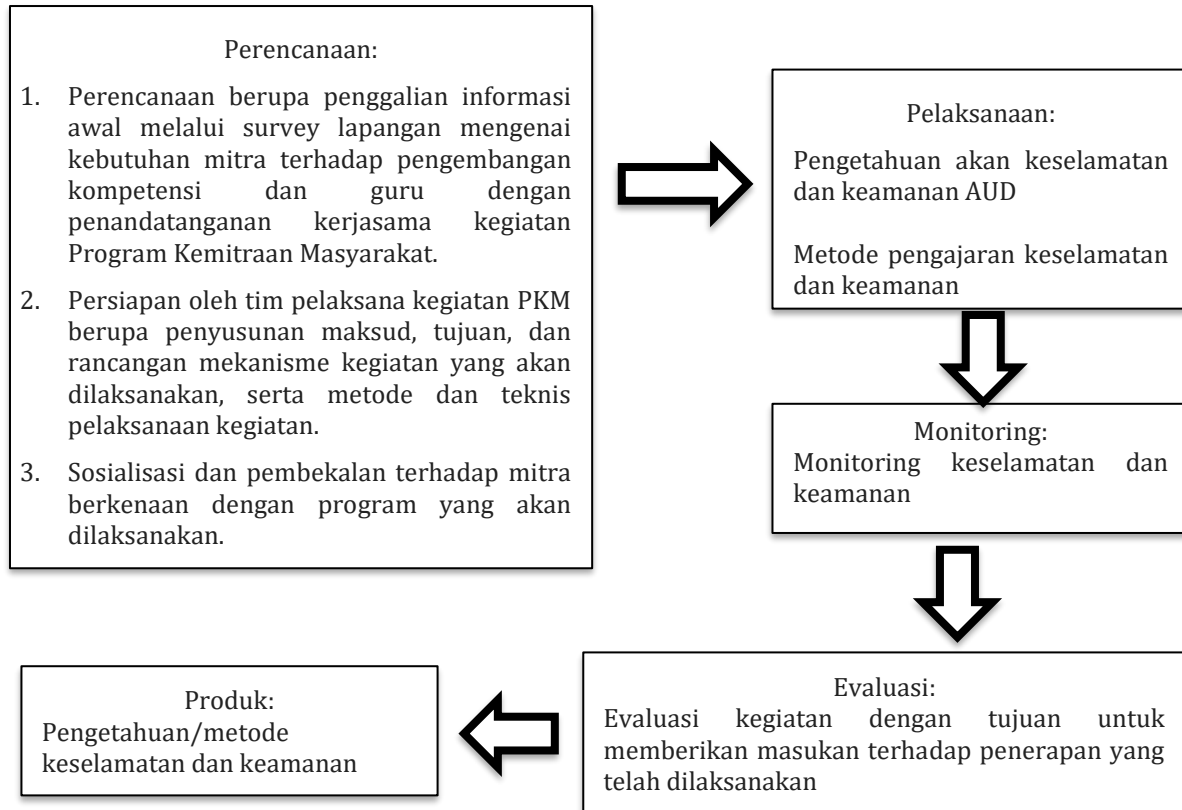 Perencanaan:
1. Perencanaan berupa penggalian informasi
awal melalui survey lapangan mengenai
kebutuhan mitra terhadap pengembangan
kompetensi dan guru dengan
penandatanganan kerjasama kegiatan
Program Kemitraan Masyarakat.
2. Persiapan oleh tim pelaksana kegiatan PKM
berupa penyusunan maksud, tujuan, dan
rancangan mekanisme kegiatan yang akan
dilaksanakan, serta metode dan teknis
pelaksanaan kegiatan.
3. Sosialisasi dan pembekalan terhadap mitra
berkenaan dengan program yang akan
dilaksanakan.
Pelaksanaan:
Pengetahuan akan keselamatan
dan keamanan AUD
Metode pengajaran keselamatan
dan keamanan
Monitoring:
Monitoring keselamatan dan
keamanan
Evaluasi:
Evaluasi kegiatan dengan tujuan untuk
memberikan masukan terhadap penerapan yang
telah dilaksanakan
Produk:
Pengetahuan/metode
keselamatan dan keamanan